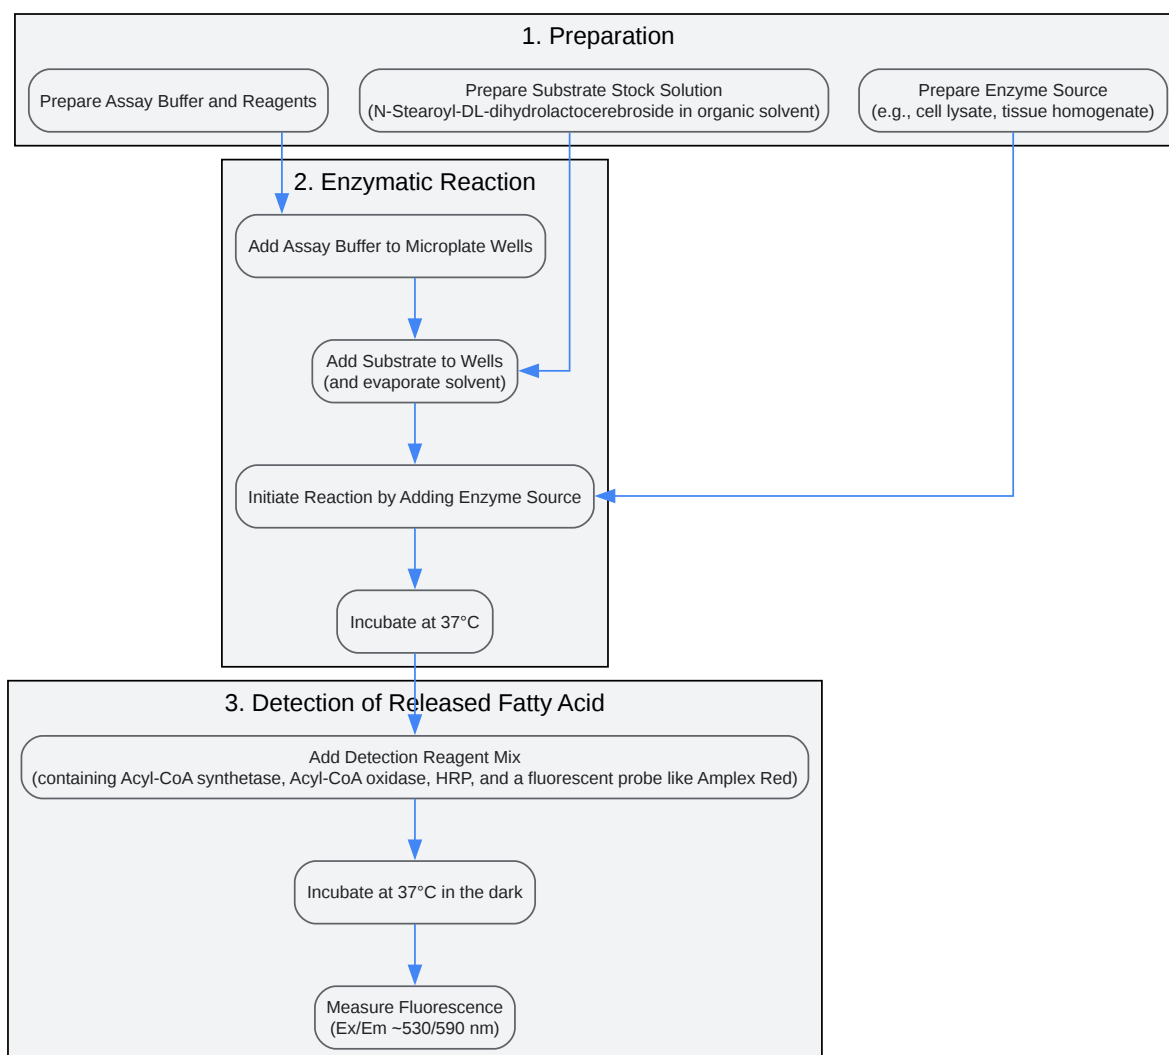 1. Preparation
Prepare Assay Buffer and Reagents
Prepare Substrate Stock Solution
(N-Stearoyl-DL-dihydrolactocerebroside in organic solvent)
Prepare Enzyme Source
(e.g., cell lysate, tissue homogenate)
2. Enzymatic Reaction
Add Assay Buffer to Microplate Wells
Add Substrate to Wells
(and evaporate solvent)
Initiate Reaction by Adding Enzyme Source
Incubate at 37°C
3. Detection of Released Fatty Acid
Add Detection Reagent Mix
(containing Acyl-CoA synthetase, Acyl-CoA oxidase, HRP, and a fluorescent probe like Amplex Red)
Incubate at 37°C in the dark
Measure Fluorescence
(Ex/Em ~530/590 nm)